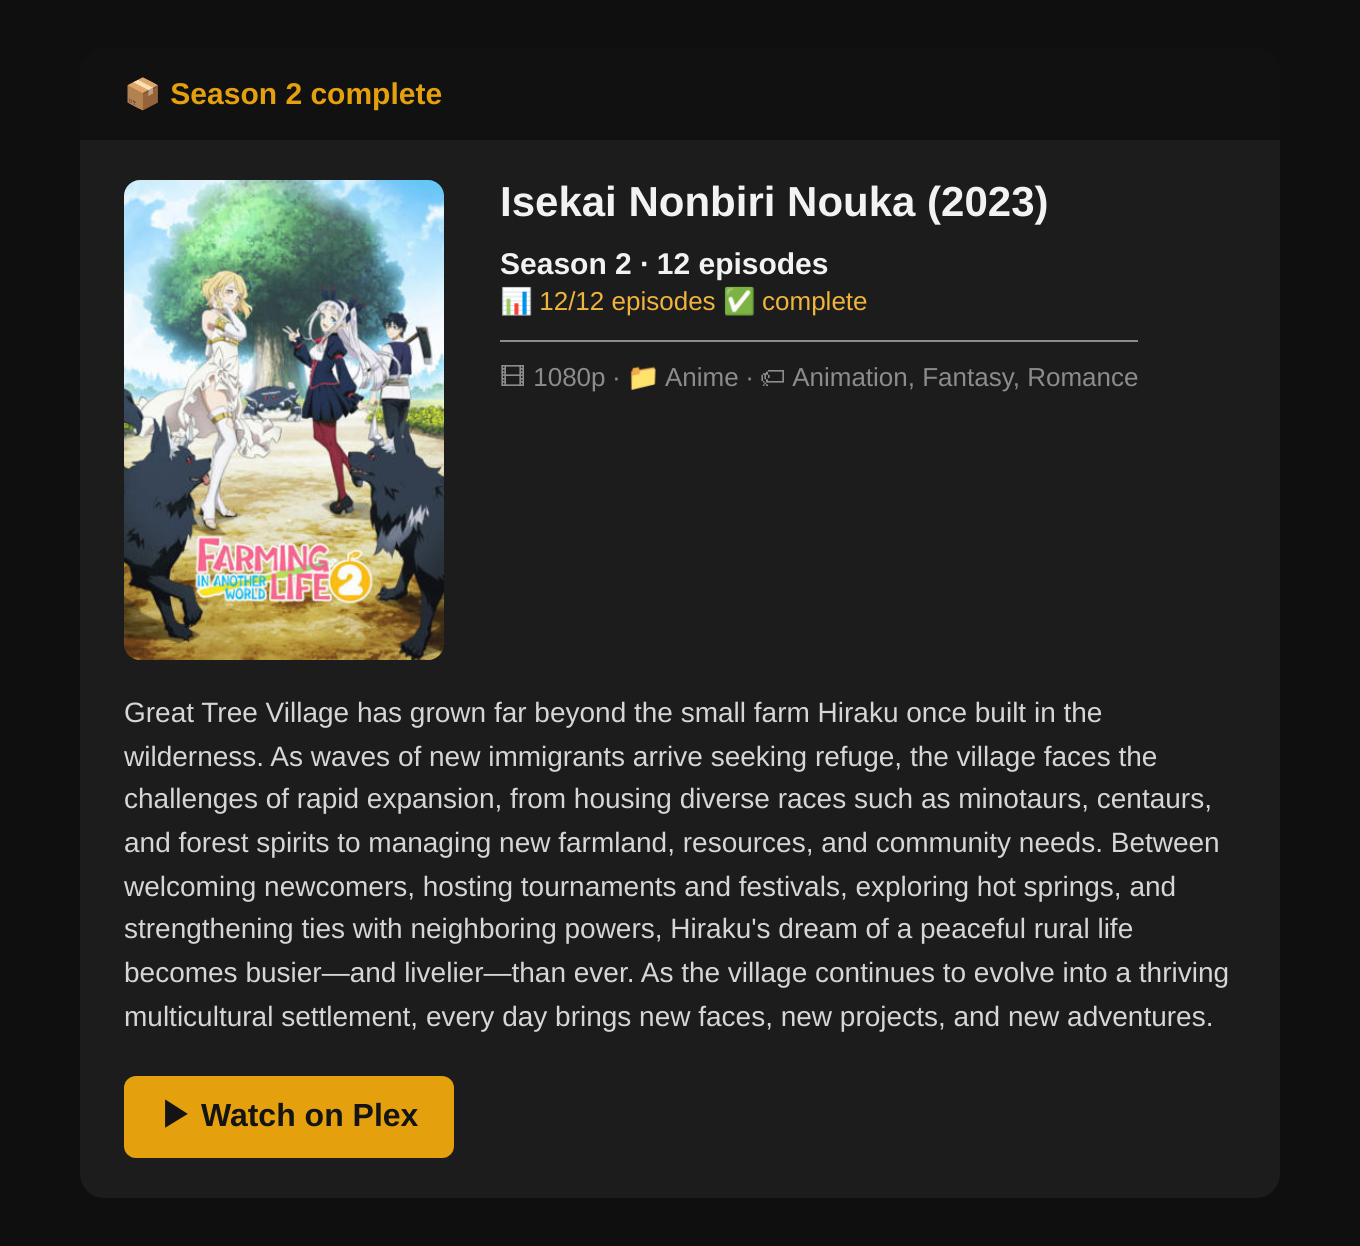 📦 Season 2 complete
Isekai Nonbiri Nouka (2023)
Season 2 · 12 episodes
📊 12/12 episodes ✅ complete
🎞 1080p · 📁 Anime · 🏷 Animation, Fantasy, Romance
FARMING
IN ANOTHER
WORLD
LIFE 2
Great Tree Village has grown far beyond the small farm Hiraku once built in the
wilderness. As waves of new immigrants arrive seeking refuge, the village faces the
challenges of rapid expansion, from housing diverse races such as minotaurs, centaurs,
and forest spirits to managing new farmland, resources, and community needs. Between
welcoming newcomers, hosting tournaments and festivals, exploring hot springs, and
strengthening ties with neighboring powers, Hiraku's dream of a peaceful rural life
becomes busier—and livelier—than ever. As the village continues to evolve into a thriving
multicultural settlement, every day brings new faces, new projects, and new adventures.
▶ Watch on Plex